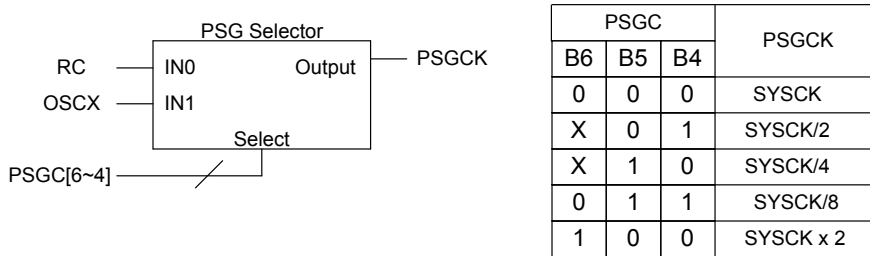 PSG Selector
RC
IN0
Output
PSGCK
OSCX
IN1
Select
PSGC[6~4]
PSGC PSGCK
B6 B5 B4
0 0 0 SYSCK
X 0 1 SYSCK/2
X 1 0 SYSCK/4
0 1 1 SYSCK/8
1 0 0 SYSCK x 2